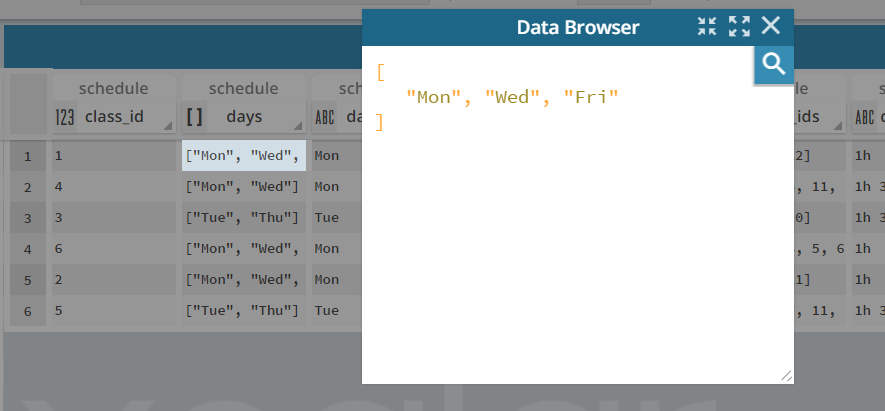 Data Browser
[
"Mon", "Wed", "Fri"
]
schedule schedule sch le
123 class_id [] days ABC da _ids
1 1 ["Mon", "Wed", Mon 2] 1h
2 4 ["Mon", "Wed"] Mon , 11, 1h 3
3 3 ["Tue", "Thu"] Tue 0] 1h
4 6 ["Mon", "Wed", Mon , 5, 6 1h
5 2 ["Mon", "Wed", Mon 1] 1h
6 5 ["Tue", "Thu"] Tue , 11, 1h 3